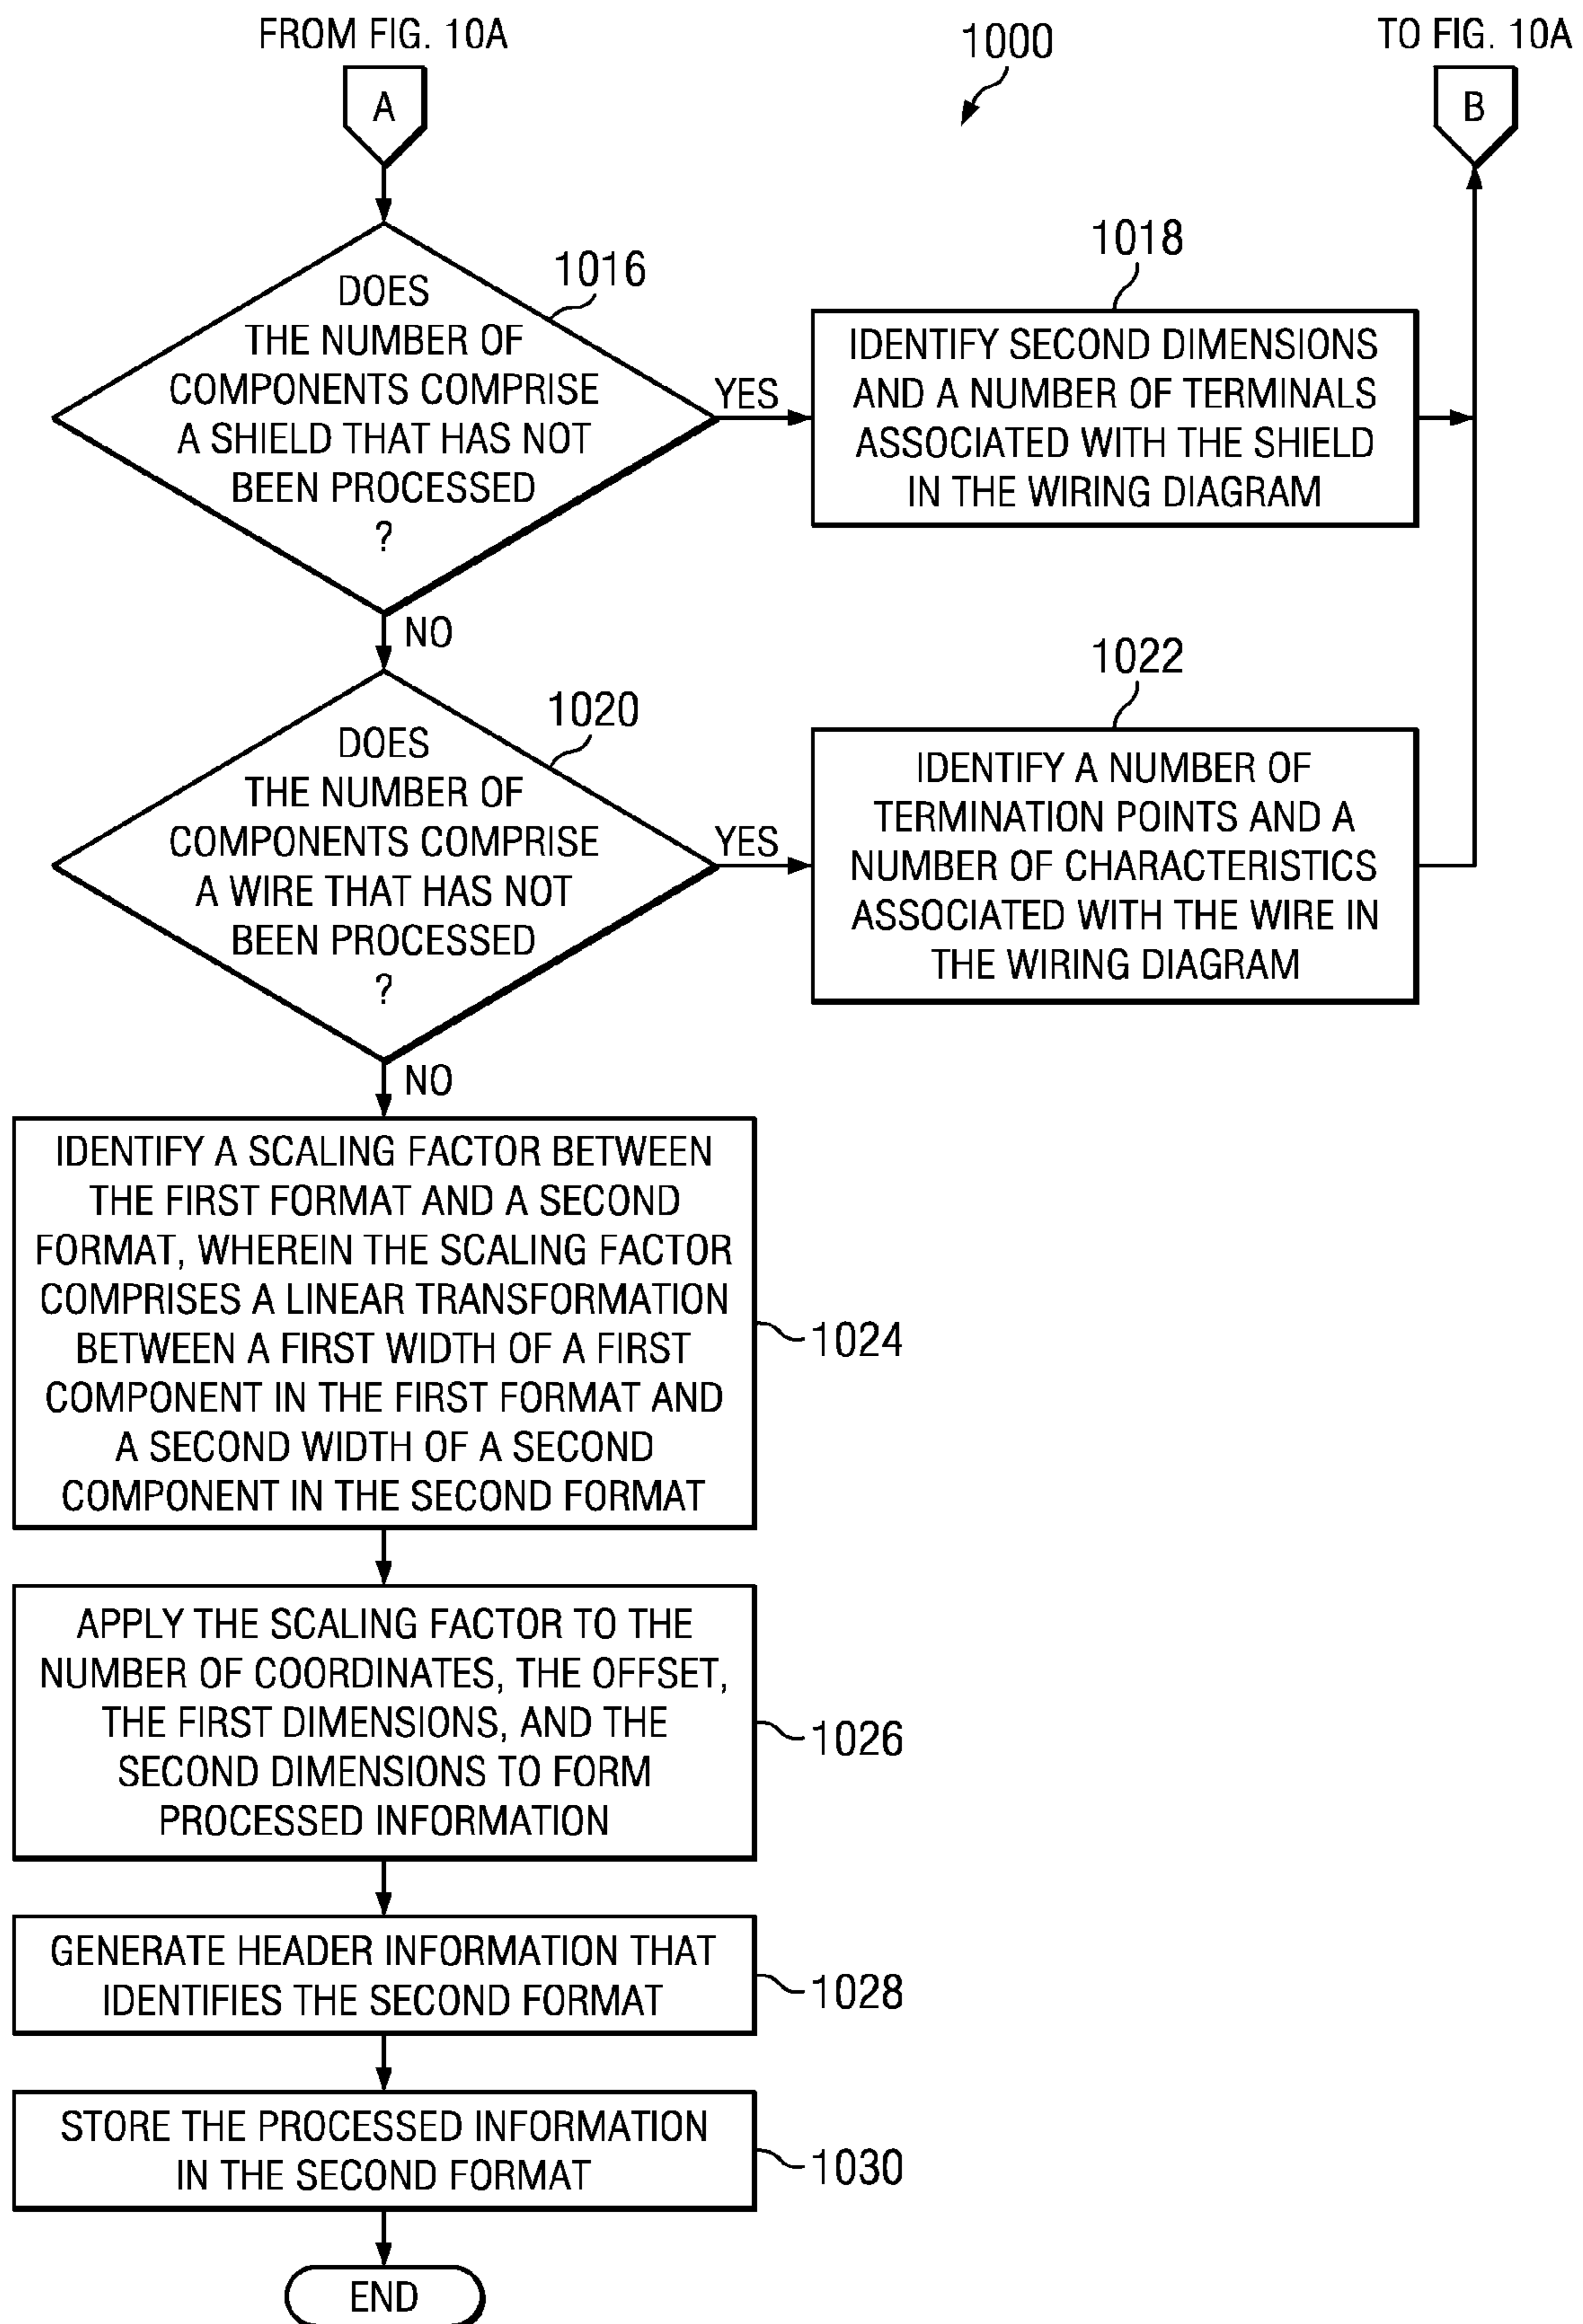 FROM FIG. 10A
1000
TO FIG. 10A
A
B
1016
DOES
THE NUMBER OF
COMPONENTS COMPRISE
A SHIELD THAT HAS NOT
BEEN PROCESSED
?
YES
1018
IDENTIFY SECOND DIMENSIONS
AND A NUMBER OF TERMINALS
ASSOCIATED WITH THE SHIELD
IN THE WIRING DIAGRAM
NO
1020
DOES
THE NUMBER OF
COMPONENTS COMPRISE
A WIRE THAT HAS NOT
BEEN PROCESSED
?
YES
1022
IDENTIFY A NUMBER OF
TERMINATION POINTS AND A
NUMBER OF CHARACTERISTICS
ASSOCIATED WITH THE WIRE IN
THE WIRING DIAGRAM
NO
IDENTIFY A SCALING FACTOR BETWEEN
THE FIRST FORMAT AND A SECOND
FORMAT, WHEREIN THE SCALING FACTOR
COMPRISES A LINEAR TRANSFORMATION
BETWEEN A FIRST WIDTH OF A FIRST
COMPONENT IN THE FIRST FORMAT AND
A SECOND WIDTH OF A SECOND
COMPONENT IN THE SECOND FORMAT
1024
APPLY THE SCALING FACTOR TO THE
NUMBER OF COORDINATES, THE OFFSET,
THE FIRST DIMENSIONS, AND THE
SECOND DIMENSIONS TO FORM
PROCESSED INFORMATION
1026
GENERATE HEADER INFORMATION THAT
IDENTIFIES THE SECOND FORMAT
1028
STORE THE PROCESSED INFORMATION
IN THE SECOND FORMAT
1030
END